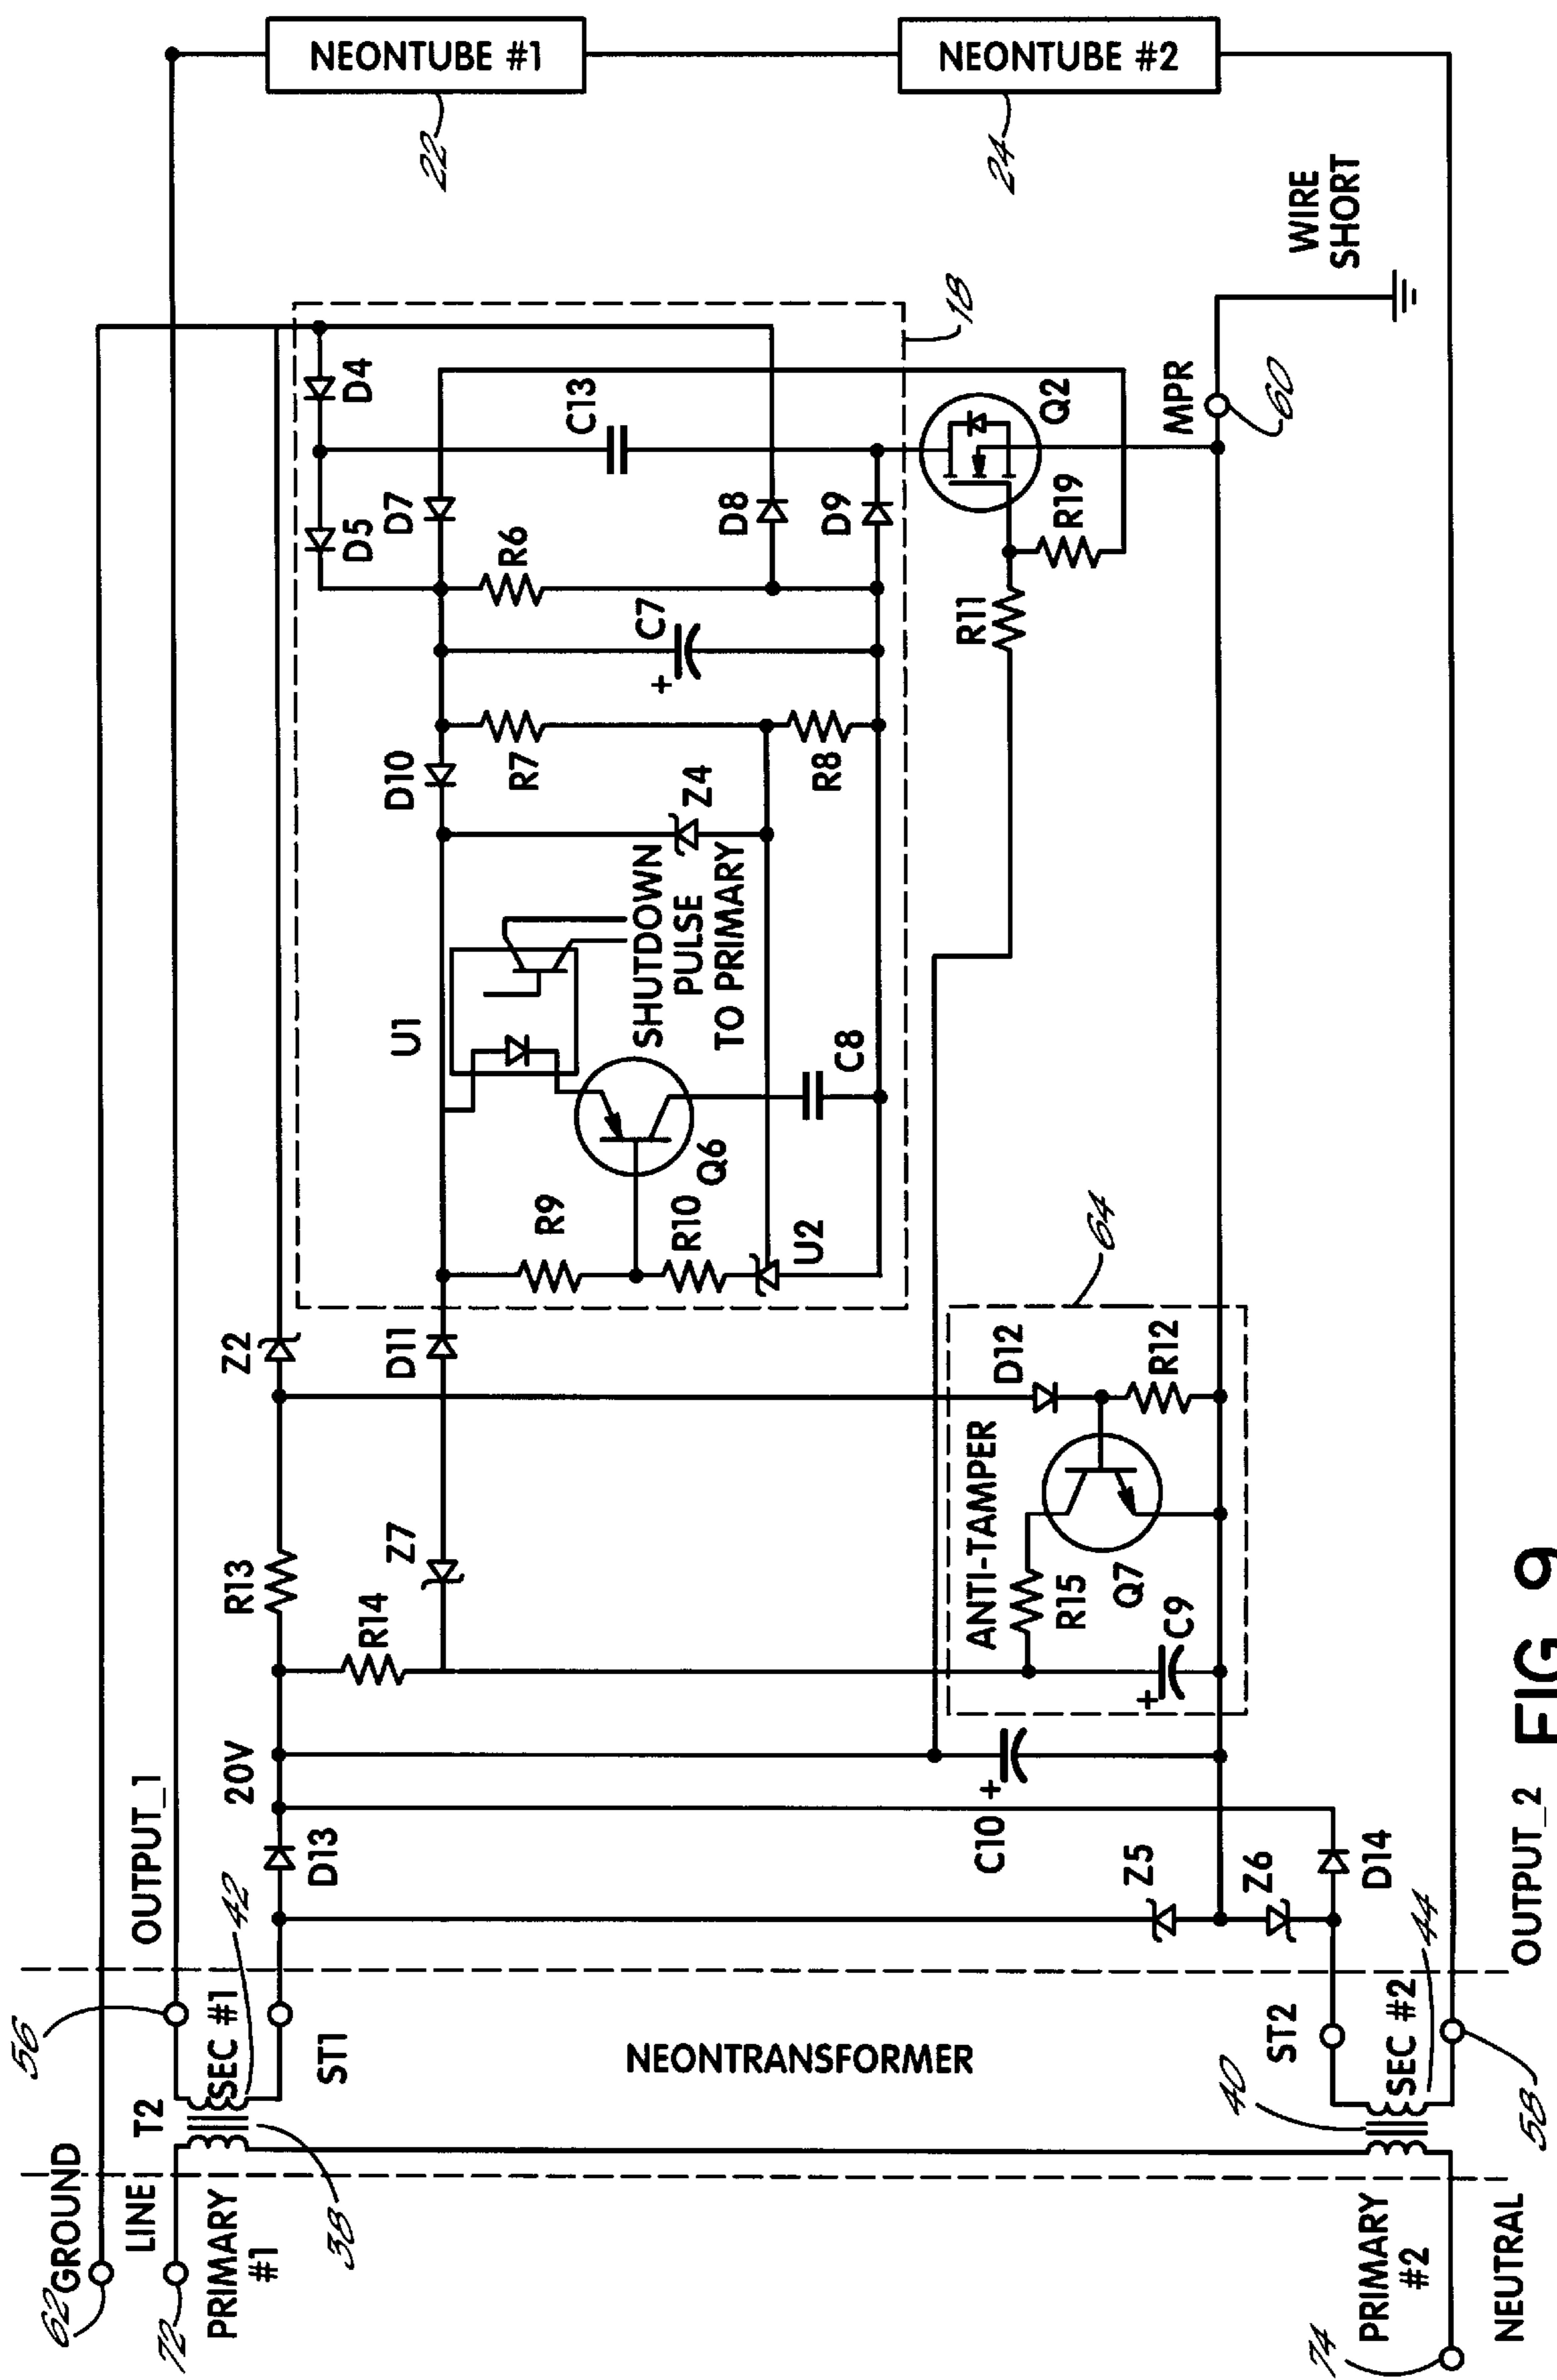 NEONTUBE #1
NEONTUBE #2
22
24
WIRE
SHORT
18
D4
C13
D5
D7
D8
D9
R6
C7
+
Q2
R19
MPR
60
R11
D10
R7
R8
Z4
SHUTDOWN
PULSE
TO PRIMARY
U1
C8
Q6
R9
R10
U2
64
Z2
D11
D12
R12
ANTI-TAMPER
R13
Z7
R14
R15
Q7
C9
+
20V
OUTPUT_1
D13
C10 +
Z5
Z6
D14
42
44
OUTPUT_2
56
SEC #1
ST1
NEONTRANSFORMER
ST2
SEC #2
40
58
T2
GROUND
62
LINE
72
PRIMARY
#1
38
PRIMARY
#2
NEUTRAL
74
FIG. 9